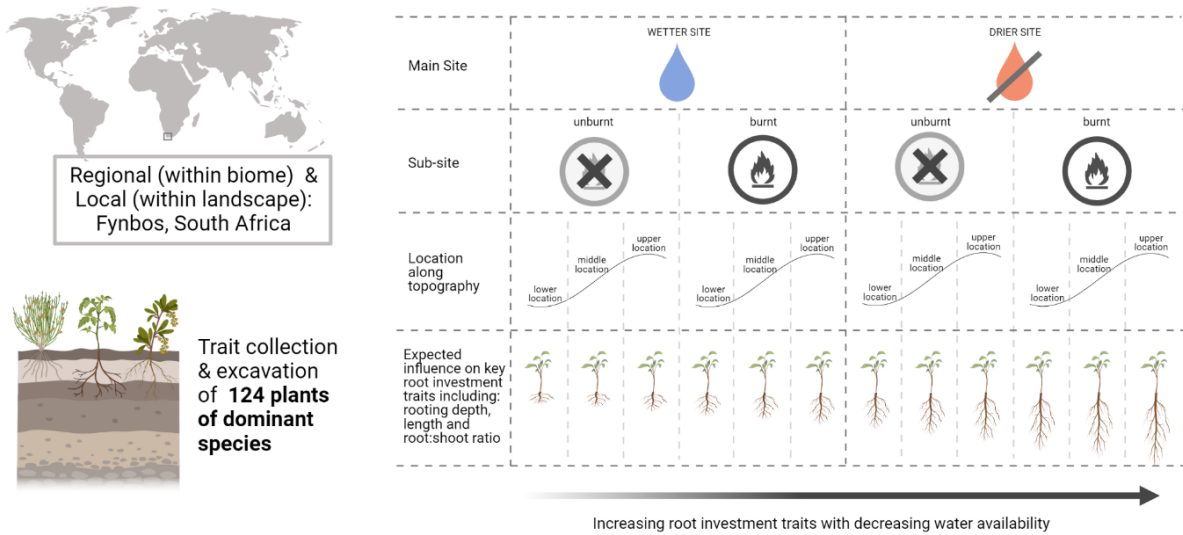 Regional (within biome) &
Local (within landscape):
Fynbos, South Africa
Trait collection
& excavation
of 124 plants
of dominant
species
Main Site
WETTER SITE
DRIER SITE
Sub-site
unburnt
burnt
unburnt
burnt
Location
along
topography
lower
location
middle
location
upper
location
lower
location
middle
location
upper
location
lower
location
middle
location
upper
location
lower
location
middle
location
upper
location
Expected
influence on key
root investment
traits including:
rooting depth,
length and
root:shoot ratio
Increasing root investment traits with decreasing water availability